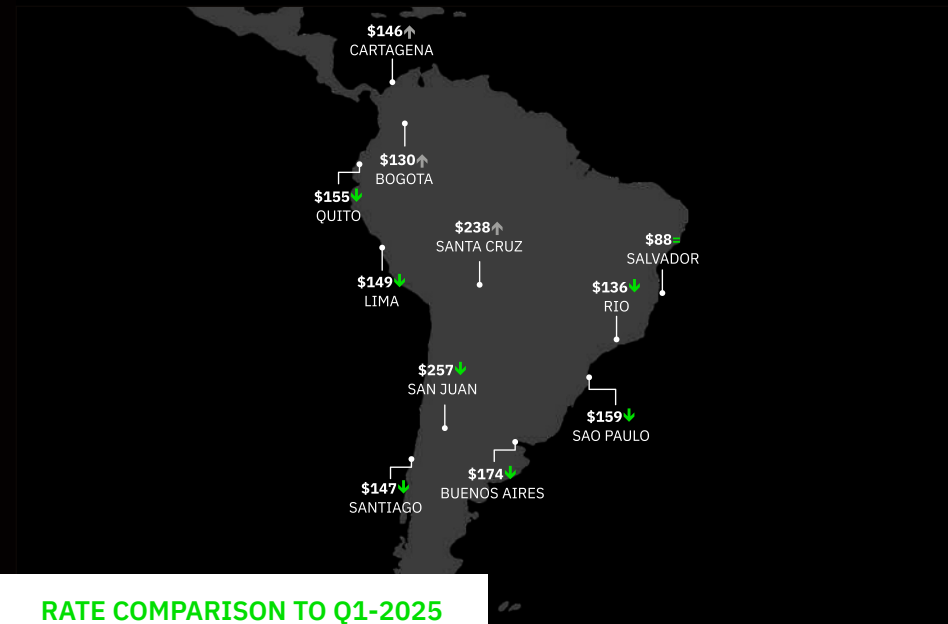 $146↑
CARTAGENA
$130↑
BOGOTA
$155↓
QUITO
$238↑
SANTA CRUZ
$88=
SALVADOR
$149↓
LIMA
$136↓
RIO
$257↓
SAN JUAN
$159↓
SAO PAULO
$174↓
BUENOS AIRES
$147↓
SANTIAGO
RATE COMPARISON TO Q1-2025